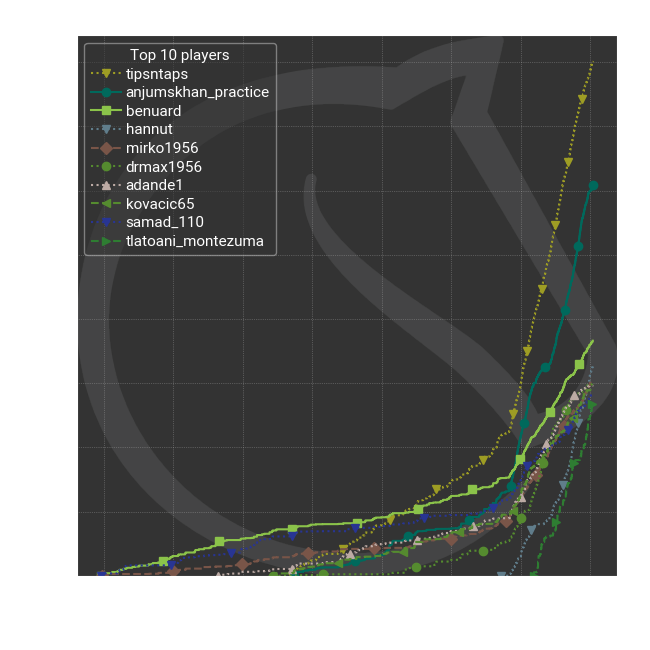 Top 10 players
tipsntaps
anjumskhan_practice
benuard
hannut
mirko1956
drmax1956
adande1
kovacic65
samad_110
tlatoani_montezuma